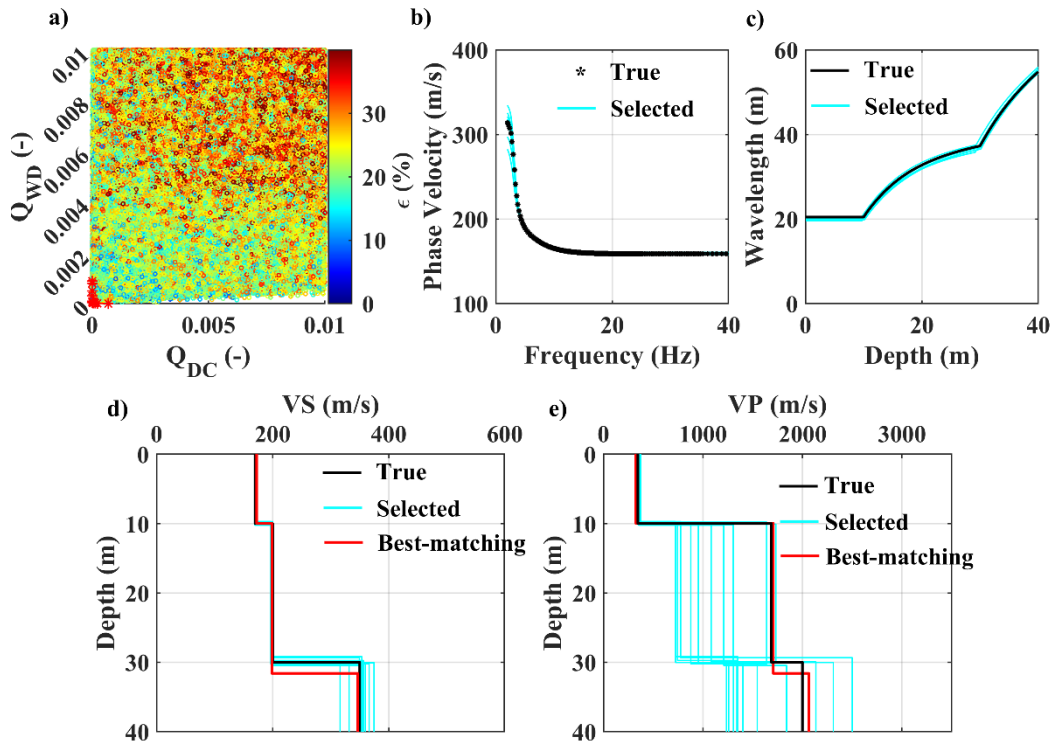 a)
0.01
0.008
0.006
0.004
0.002
0
Q_WD (-)
0
0.005
0.01
Q_DC (-)
30
20
10
0
ϵ (%)
b)
400
300
200
100
Phase Velocity (m/s)
* True
Selected
0
20
40
Frequency (Hz)
c)
60
40
20
0
Wavelength (m)
True
Selected
0
20
40
Depth (m)
d)
VS (m/s)
0
200
400
600
0
10
20
30
40
Depth (m)
True
Selected
Best-matching
e)
VP (m/s)
0
1000
2000
3000
0
10
20
30
40
Depth (m)
True
Selected
Best-matching